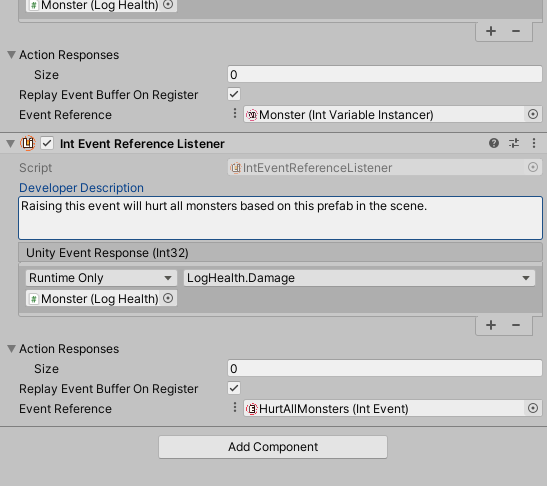 Monster (Log Health)
+ −
Action Responses
Size 0
Replay Event Buffer On Register
Event Reference Monster (Int Variable Instancer)
Int Event Reference Listener
Script IntEventReferenceListener
Developer Description
Raising this event will hurt all monsters based on this prefab in the scene.
Unity Event Response (Int32)
Runtime Only LogHealth.Damage
Monster (Log Health)
+ −
Action Responses
Size 0
Replay Event Buffer On Register
Event Reference HurtAllMonsters (Int Event)
Add Component